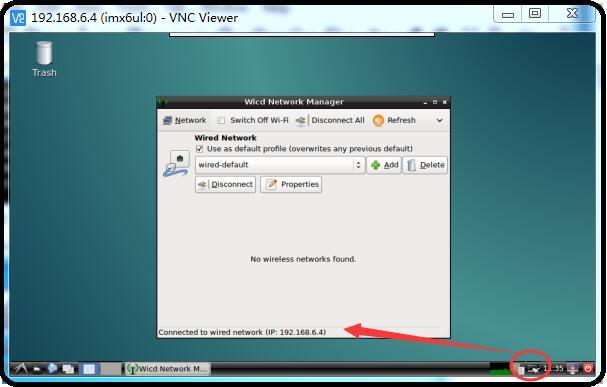 192.168.6.4 (imx6ul:0) - VNC Viewer
Trash
Wicd Network Manager
Network Switch Off Wi-Fi Disconnect All Refresh
Wired Network
Use as default profile (overwrites any previous default)
wired-default Add Delete
Disconnect Properties
No wireless networks found.
Connected to wired network (IP: 192.168.6.4)
Wicd Network M...